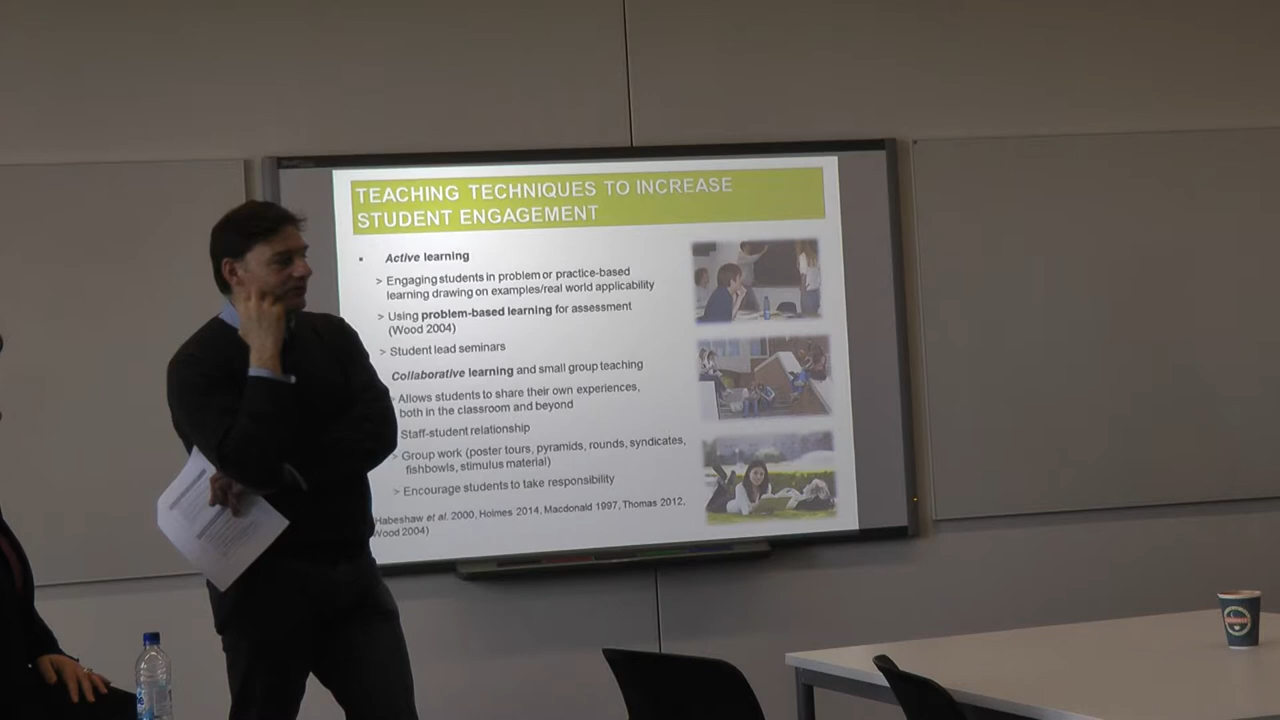 TEACHING TECHNIQUES TO INCREASE
STUDENT ENGAGEMENT
▪ Active learning
> Engaging students in problem or practice-based
learning drawing on examples/real world applicability
> Using problem-based learning for assessment
(Wood 2004)
> Student lead seminars
Collaborative learning and small group teaching
> Allows students to share their own experiences,
both in the classroom and beyond
Staff-student relationship
> Group work (poster tours, pyramids, rounds, syndicates,
fishbowls, stimulus material)
> Encourage students to take responsibility
Habeshaw et al. 2000, Holmes 2014, Macdonald 1997, Thomas 2012,
Wood 2004)